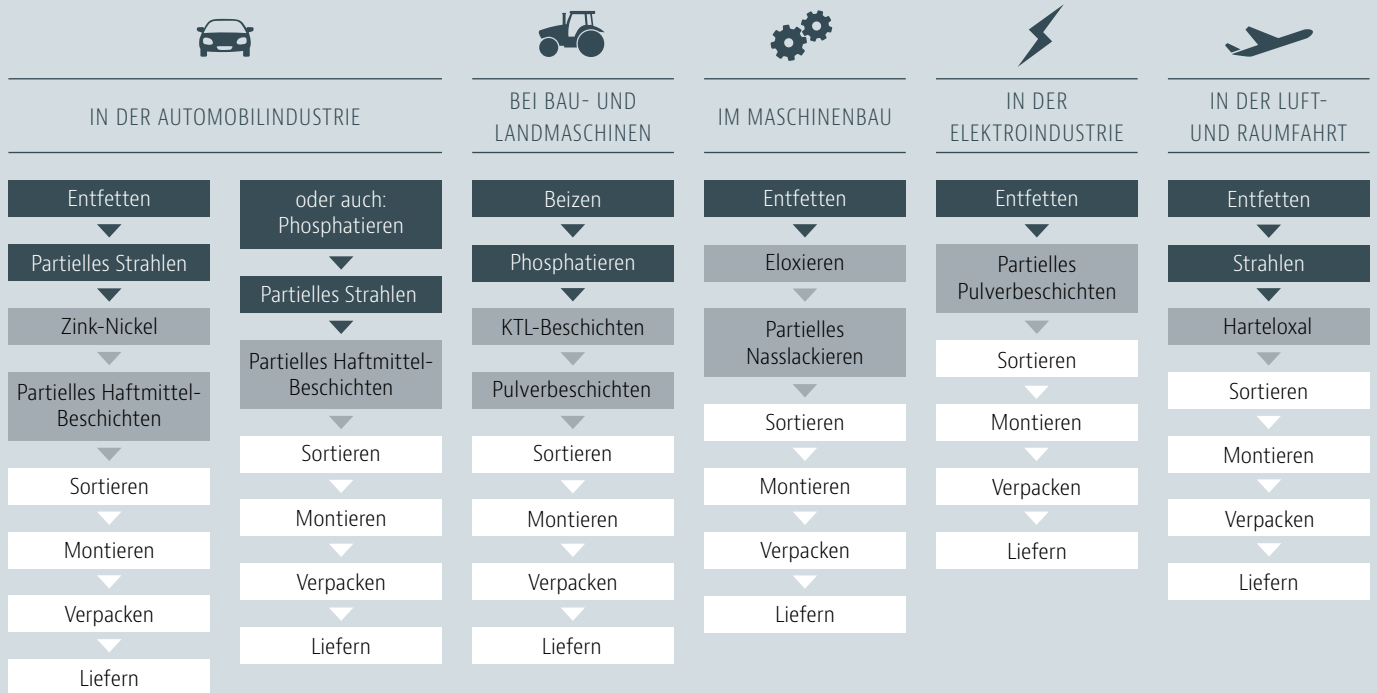 IN DER AUTOMOBILINDUSTRIE
Entfetten
Partielles Strahlen
Zink-Nickel
Partielles Haftmittel-
Beschichten
Sortieren
Montieren
Verpacken
Liefern
oder auch:
Phosphatieren
Partielles Strahlen
Partielles Haftmittel-
Beschichten
Sortieren
Montieren
Verpacken
Liefern
BEI BAU- UND
LANDMASCHINEN
Beizen
Phosphatieren
KTL-Beschichten
Pulverbeschichten
Sortieren
Montieren
Verpacken
Liefern
IM MASCHINENBAU
Entfetten
Eloxieren
Partielles
Nasslackieren
Sortieren
Montieren
Verpacken
Liefern
IN DER
ELEKTROINDUSTRIE
Entfetten
Partielles
Pulverbeschichten
Sortieren
Montieren
Verpacken
Liefern
IN DER LUFT-
UND RAUMFAHRT
Entfetten
Strahlen
Harteloxal
Sortieren
Montieren
Verpacken
Liefern